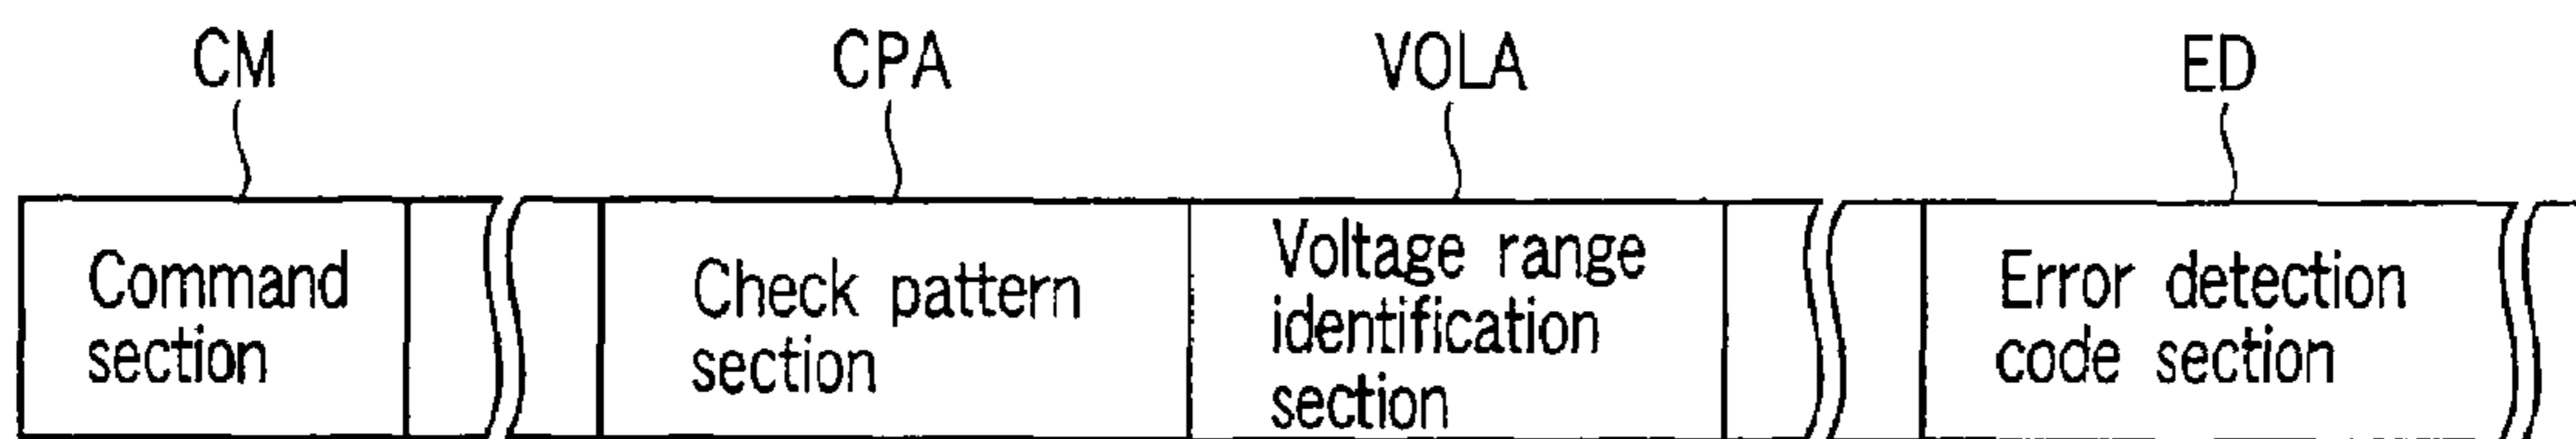 CM CPA VOLA ED
Command
section
Check pattern
section
Voltage range
identification
section
Error detection
code section